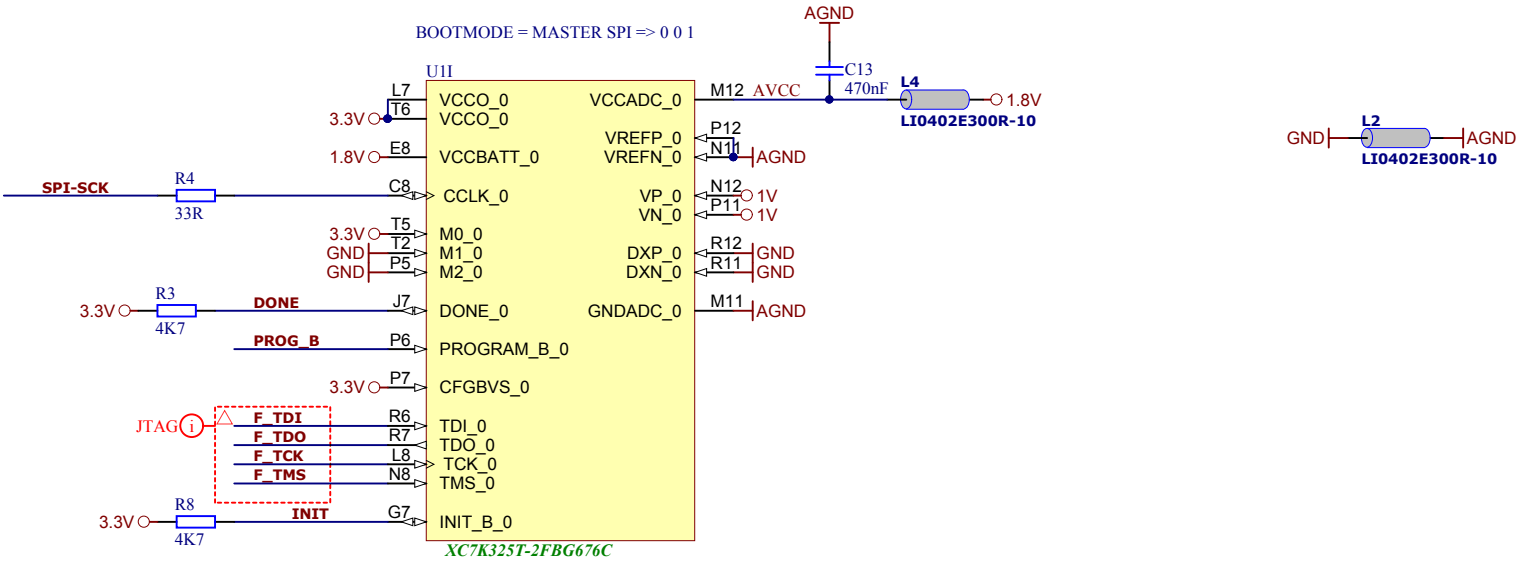 AGND
BOOTMODE = MASTER SPI => 0 0 1
U1I
C13
470nF
L4
LI0402E300R-10
1.8V
L2
LI0402E300R-10
GND
AGND
L7
VCCO_0
3.3V
T6
VCCO_0
1.8V
E8
VCCBATT_0
SPI-SCK
R4
33R
C8
CCLK_0
3.3V
T5
M0_0
GND
T2
M1_0
GND
P5
M2_0
3.3V
R3
4K7
DONE
J7
DONE_0
PROG_B
P6
PROGRAM_B_0
3.3V
P7
CFGBVS_0
JTAG
i
F_TDI
R6
TDI_0
F_TDO
R7
TDO_0
F_TCK
L8
TCK_0
F_TMS
N8
TMS_0
3.3V
R8
4K7
INIT
G7
INIT_B_0
VCCADC_0
M12
AVCC
VREFP_0
P12
VREFN_0
N11
AGND
VP_0
N12
1V
VN_0
P11
1V
DXP_0
R12
GND
DXN_0
R11
GND
GNDADC_0
M11
AGND
XC7K325T-2FBG676C